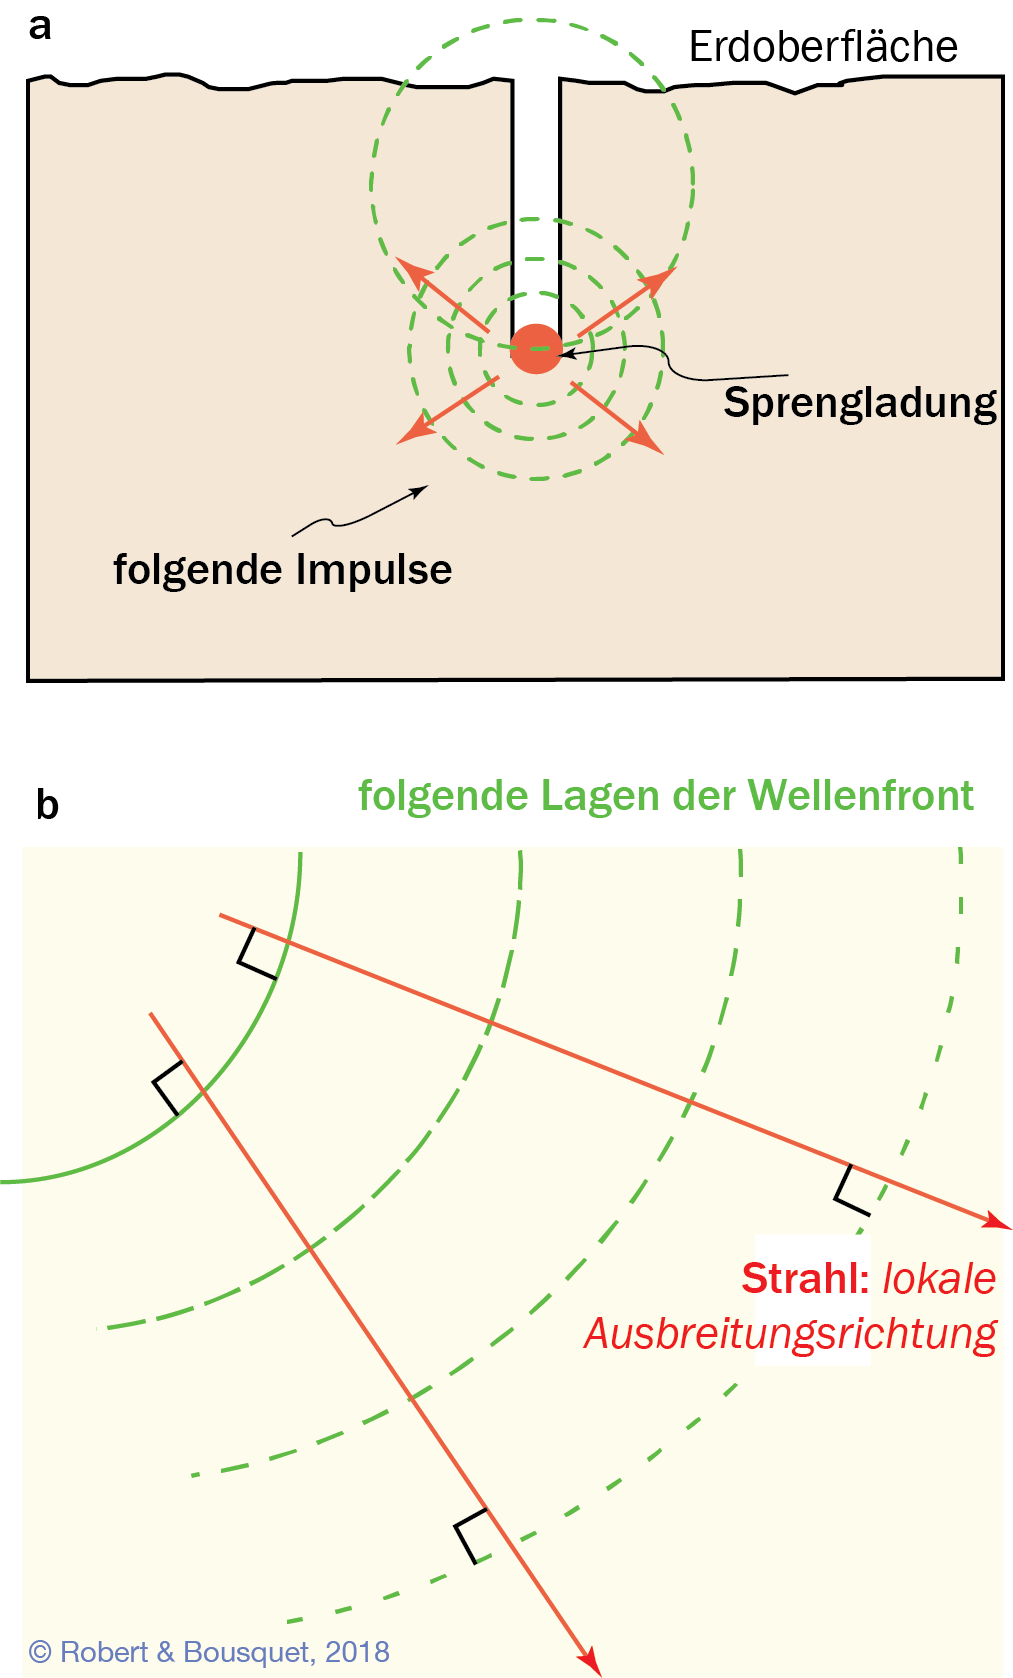 a
Erdoberfläche
Sprengladung
folgende Impulse
b
folgende Lagen der Wellenfront
Strahl: lokale
Ausbreitungsrichtung
© Robert & Bousquet, 2018